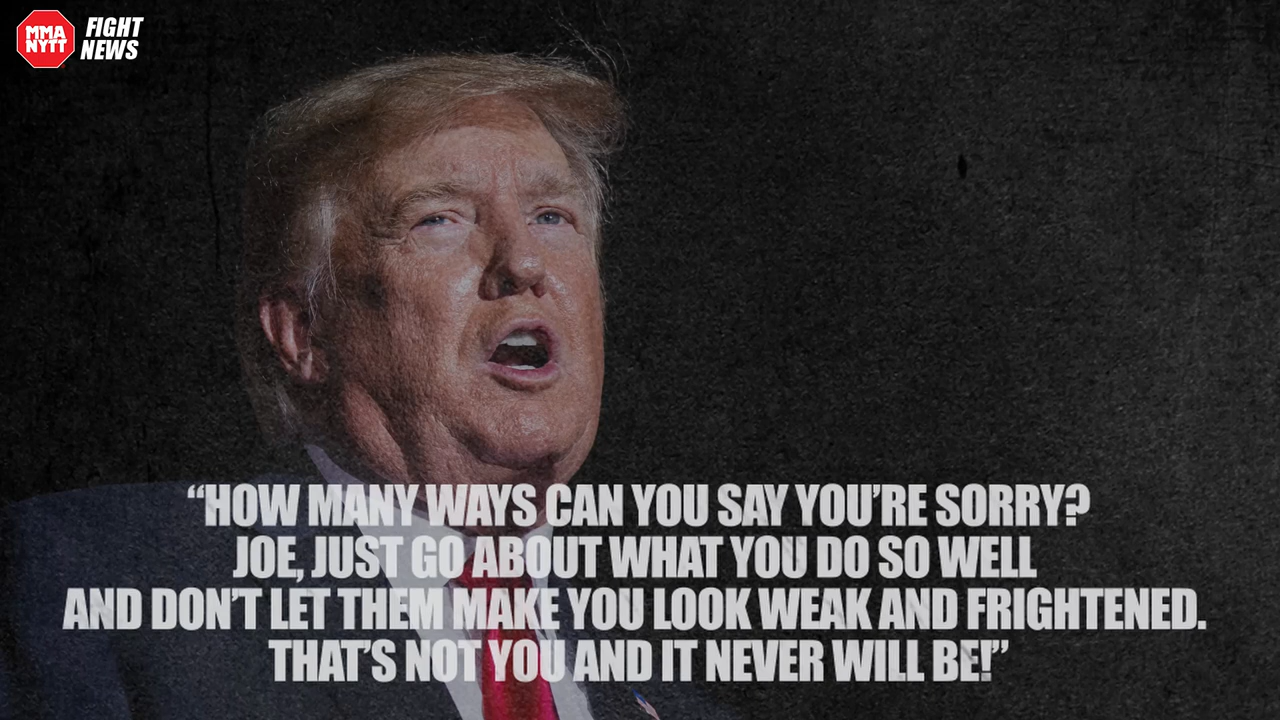 MMA
NYTT
FIGHT
NEWS
“HOW MANY WAYS CAN YOU SAY YOU’RE SORRY?
JOE, JUST GO ABOUT WHAT YOU DO SO WELL
AND DON’T LET THEM MAKE YOU LOOK WEAK AND FRIGHTENED.
THAT’S NOT YOU AND IT NEVER WILL BE!”